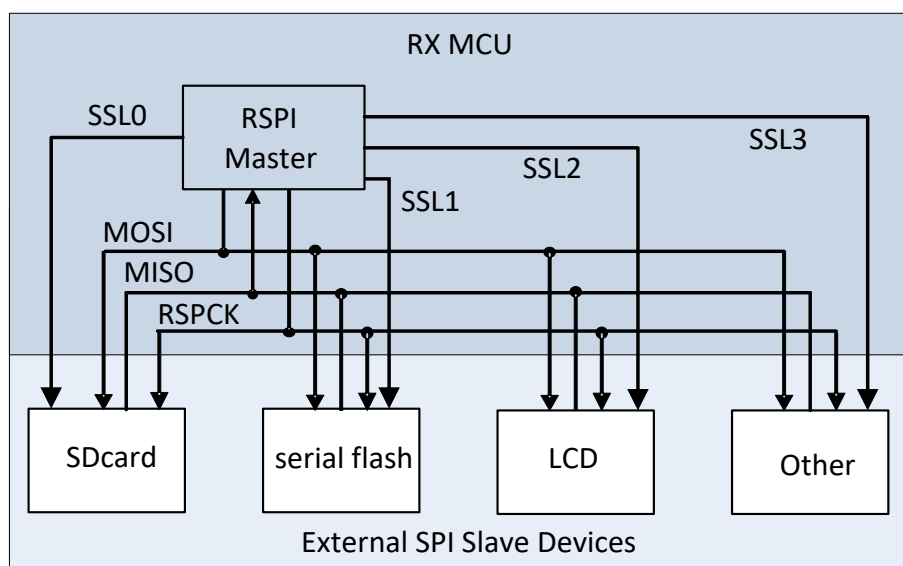 RX MCU
SSL0
RSPI
Master
SSL3
SSL2
SSL1
MOSI
MISO
RSPCK
SDcard
serial flash
LCD
Other
External SPI Slave Devices